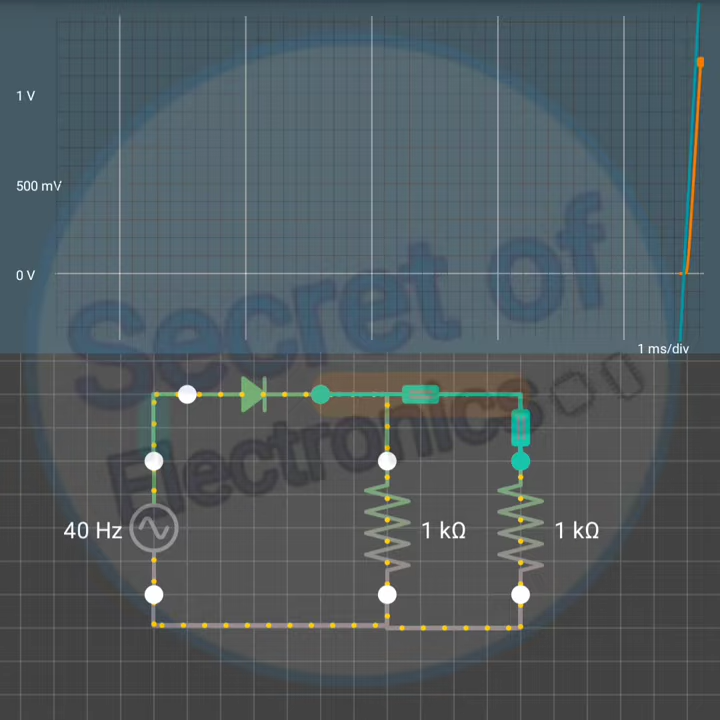 1 V
500 mV
0 V
1 ms/div
Secret of
Electronics
40 Hz
1 kΩ
1 kΩ